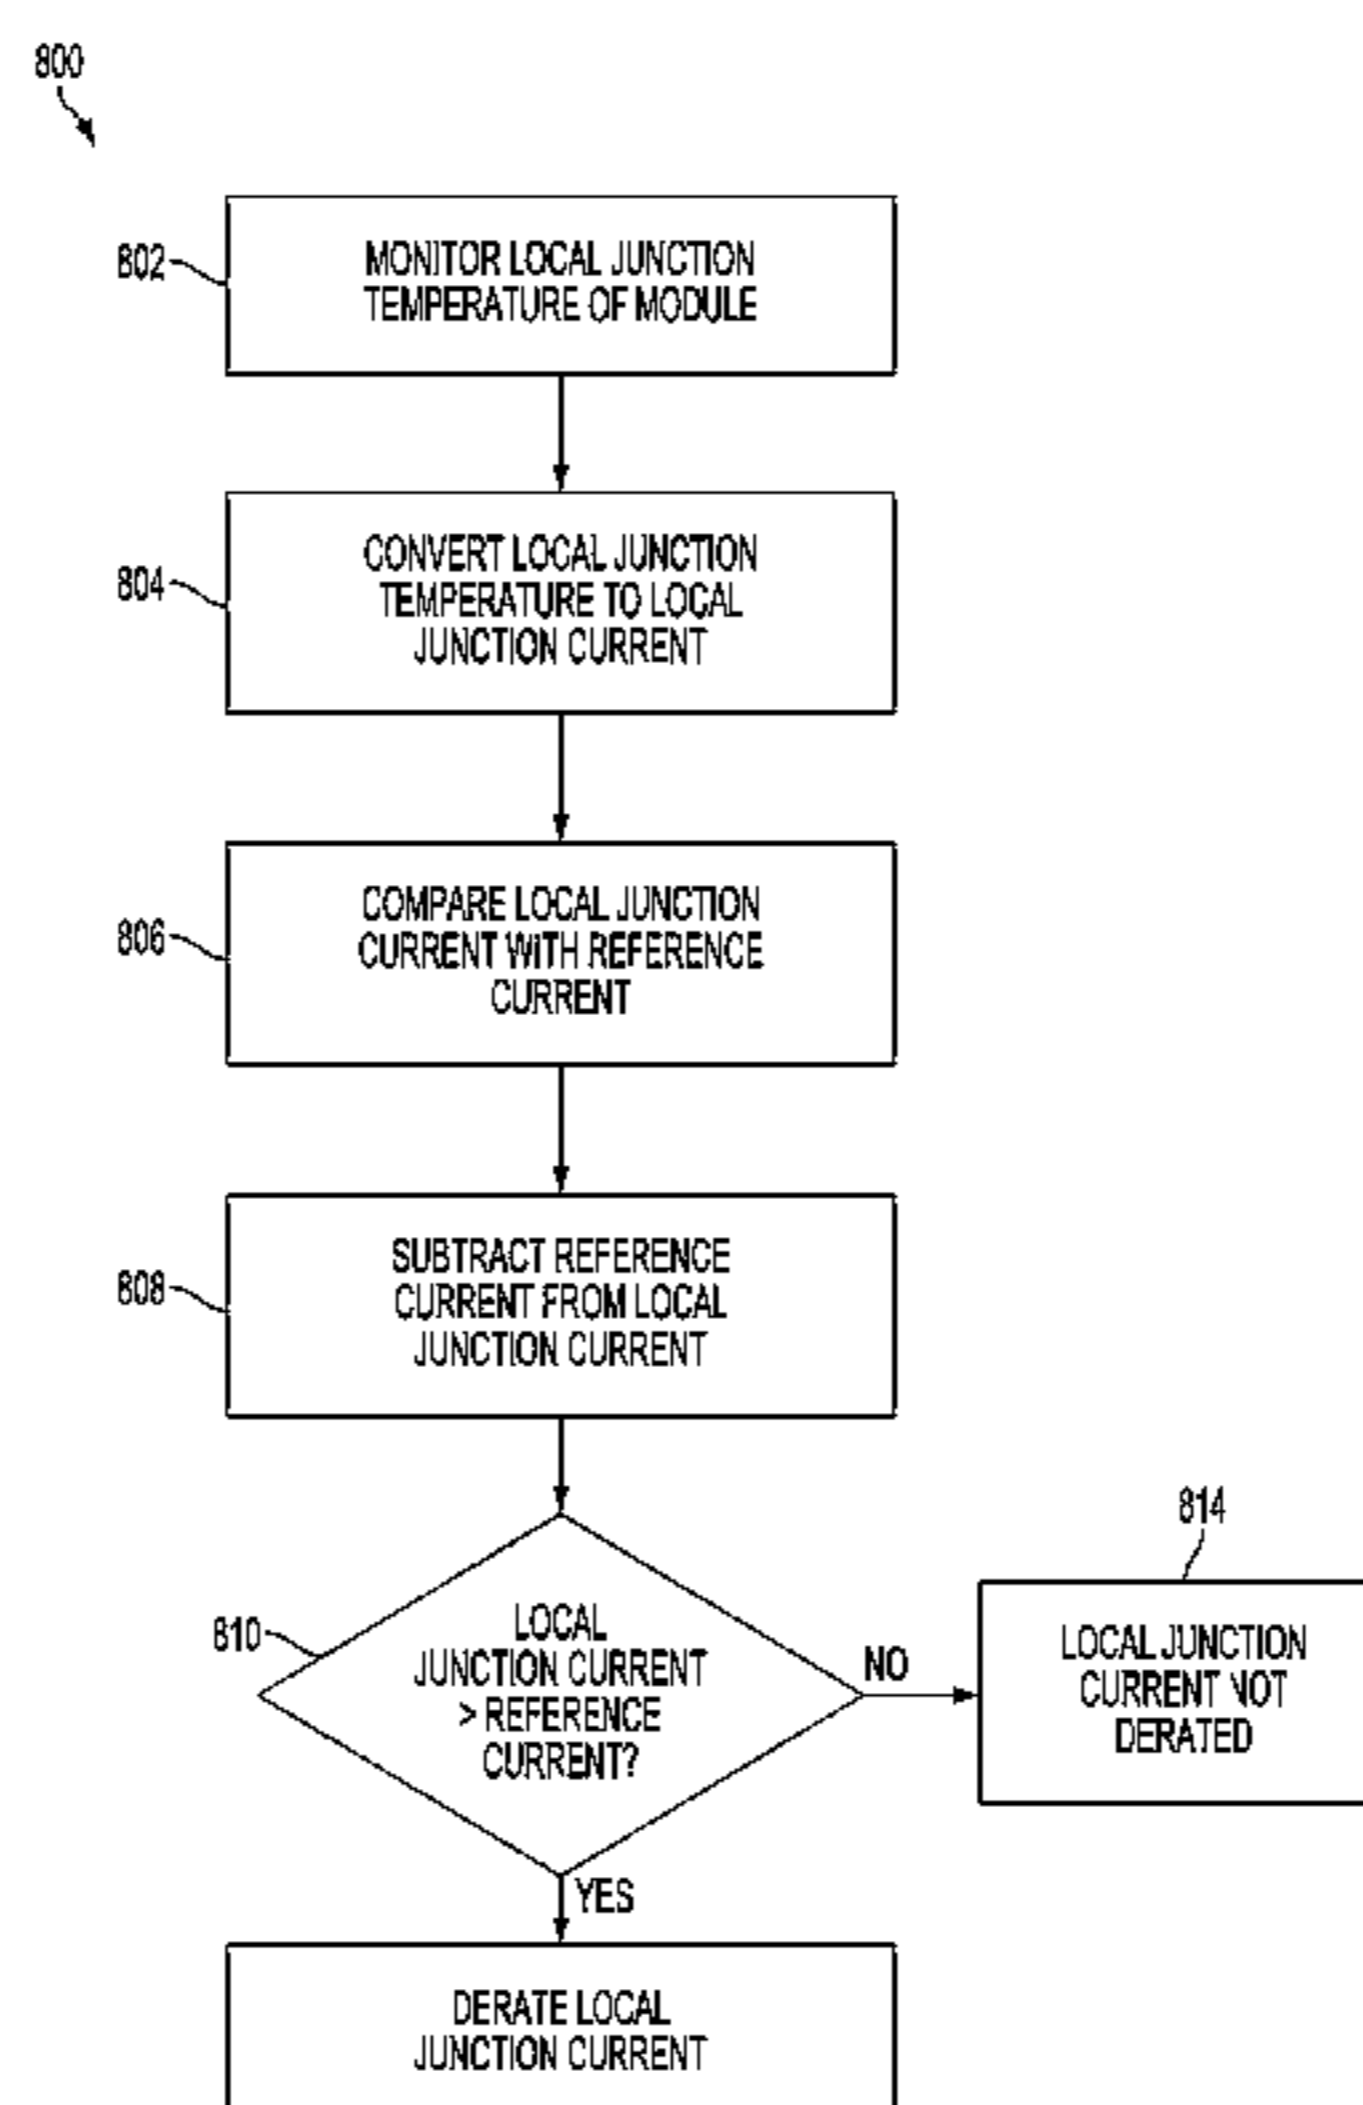 800
802
MONITOR LOCAL JUNCTION
TEMPERATURE OF MODULE
804
CONVERT LOCAL JUNCTION
TEMPERATURE TO LOCAL
JUNCTION CURRENT
806
COMPARE LOCAL JUNCTION
CURRENT WITH REFERENCE
CURRENT
808
SUBTRACT REFERENCE
CURRENT FROM LOCAL
JUNCTION CURRENT
810
LOCAL
JUNCTION CURRENT
> REFERENCE
CURRENT?
NO
814
LOCAL JUNCTION
CURRENT NOT
DERATED
YES
DERATE LOCAL
JUNCTION CURRENT